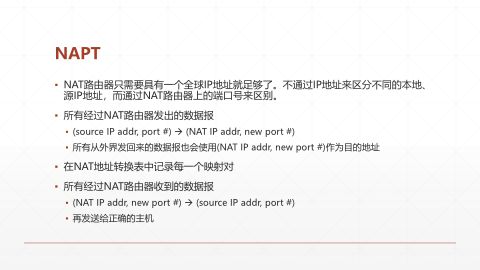 NAPT
▪ NAT路由器只需要具有一个全球IP地址就足够了。不通过IP地址来区分不同的本地、
源IP地址，而通过NAT路由器上的端口号来区别。
▪ 所有经过NAT路由器发出的数据报
▪ (source IP addr, port #) → (NAT IP addr, new port #)
▪ 所有从外界发回来的数据报也会使用(NAT IP addr, new port #)作为目的地址
▪ 在NAT地址转换表中记录每一个映射对
▪ 所有经过NAT路由器收到的数据报
▪ (NAT IP addr, new port #) → (source IP addr, port #)
▪ 再发送给正确的主机